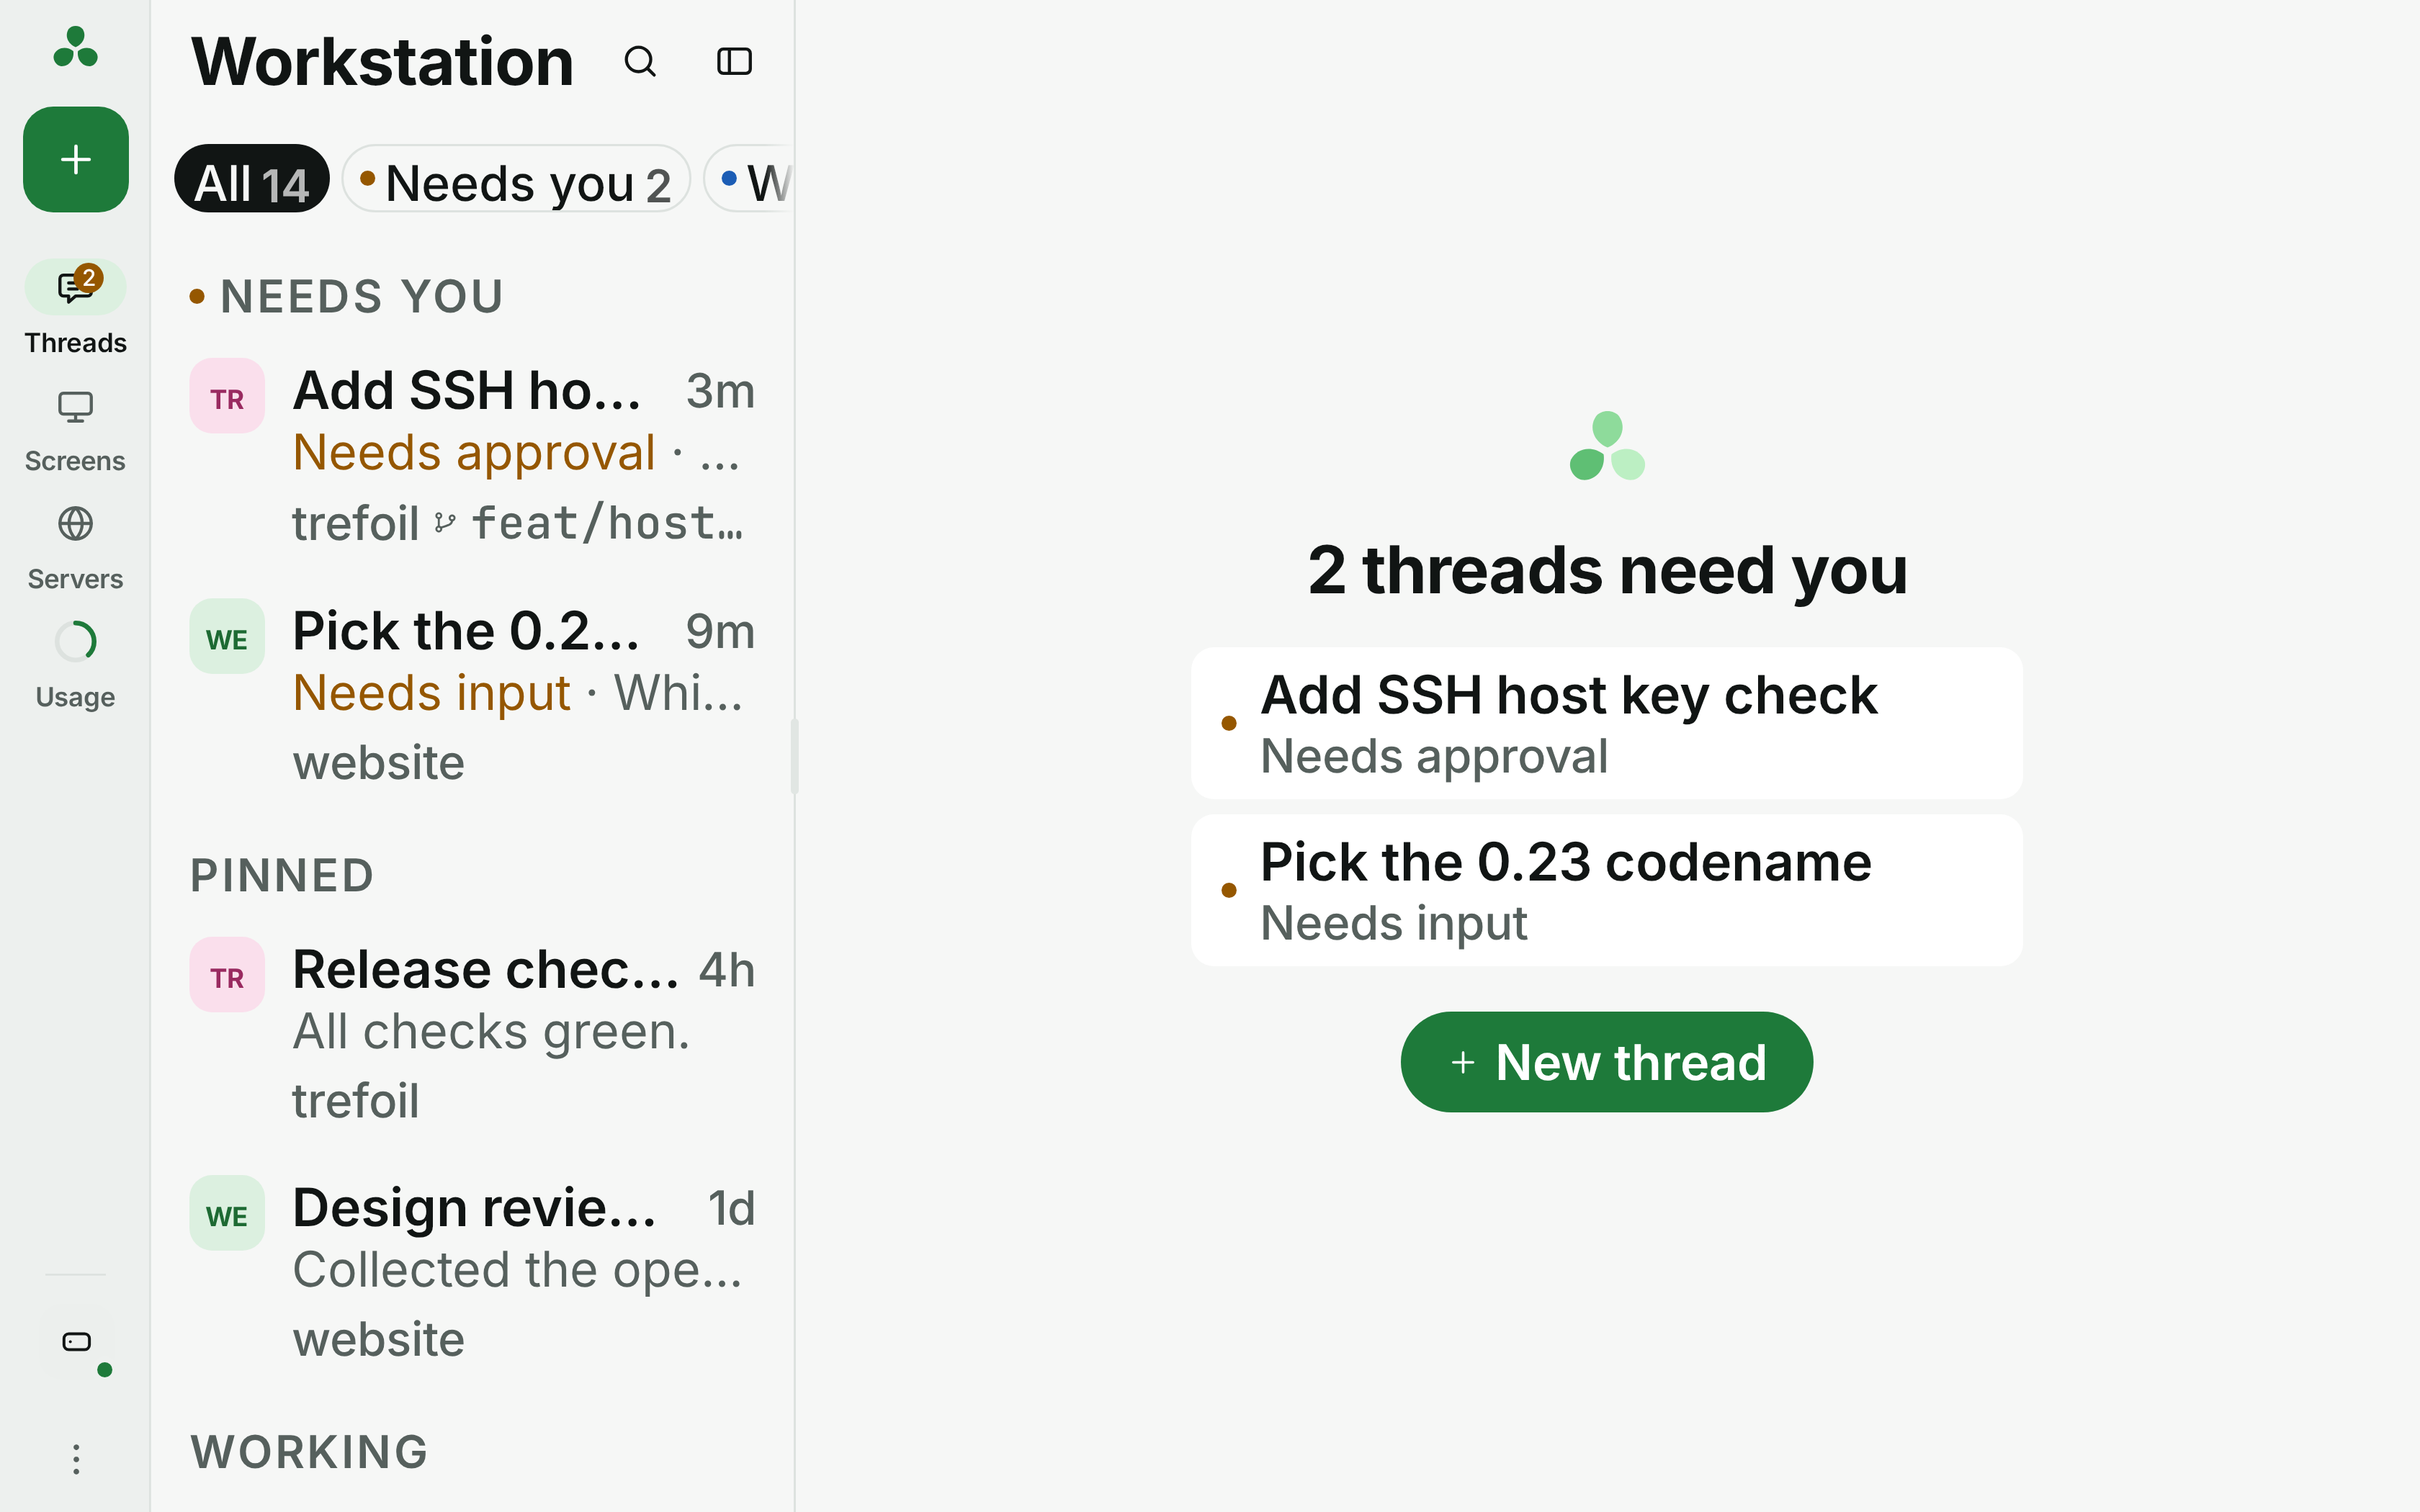 Workstation
All 14
Needs you 2
W
2
Threads
Screens
Servers
Usage
NEEDS YOU
TR
Add SSH ho... 3m
Needs approval · ...
trefoil feat/host…
WE
Pick the 0.2... 9m
Needs input · Whi...
website
PINNED
TR
Release chec... 4h
All checks green.
trefoil
WE
Design revie... 1d
Collected the ope...
website
WORKING
2 threads need you
Add SSH host key check
Needs approval
Pick the 0.23 codename
Needs input
+ New thread